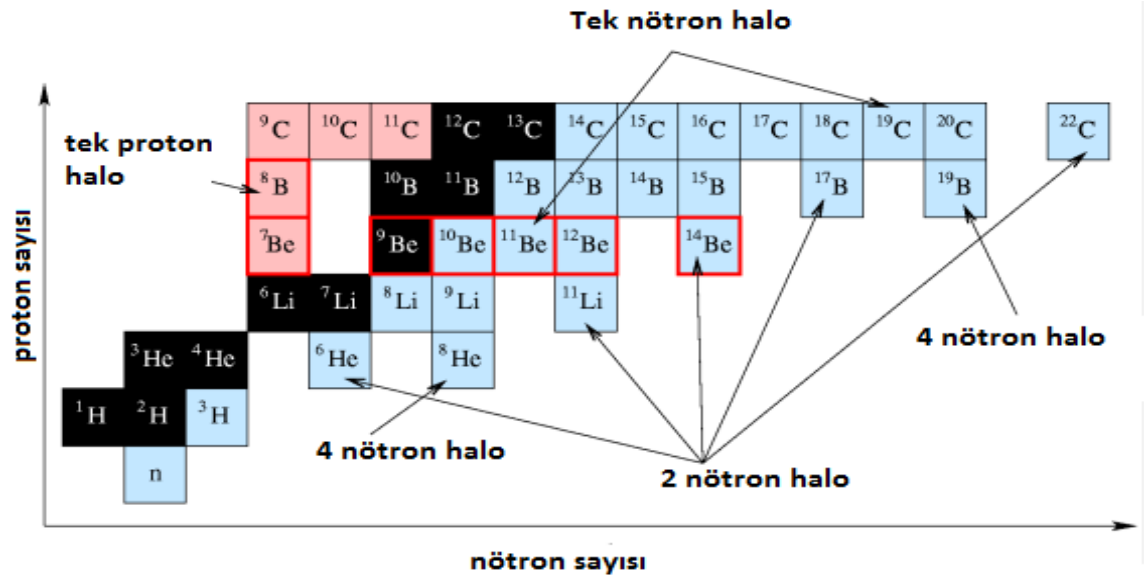 Tek nötron halo
⁹C ¹⁰C ¹¹C ¹²C ¹³C ¹⁴C ¹⁵C ¹⁶C ¹⁷C ¹⁸C ¹⁹C ²⁰C ²²C
tek proton
halo
⁸B ¹⁰B ¹¹B ¹²B ¹³B ¹⁴B ¹⁵B ¹⁷B ¹⁹B
⁷Be ⁹Be ¹⁰Be ¹¹Be ¹²Be ¹⁴Be
⁶Li ⁷Li ⁸Li ⁹Li ¹¹Li
4 nötron halo
³He ⁴He ⁶He ⁸He
¹H ²H ³H
4 nötron halo
2 nötron halo
n
proton sayısı
nötron sayısı